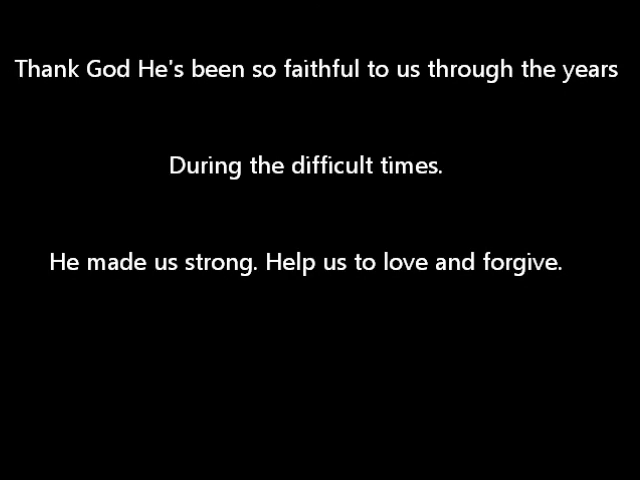 Thank God He's been so faithful to us through the years
During the difficult times.
He made us strong. Help us to love and forgive.